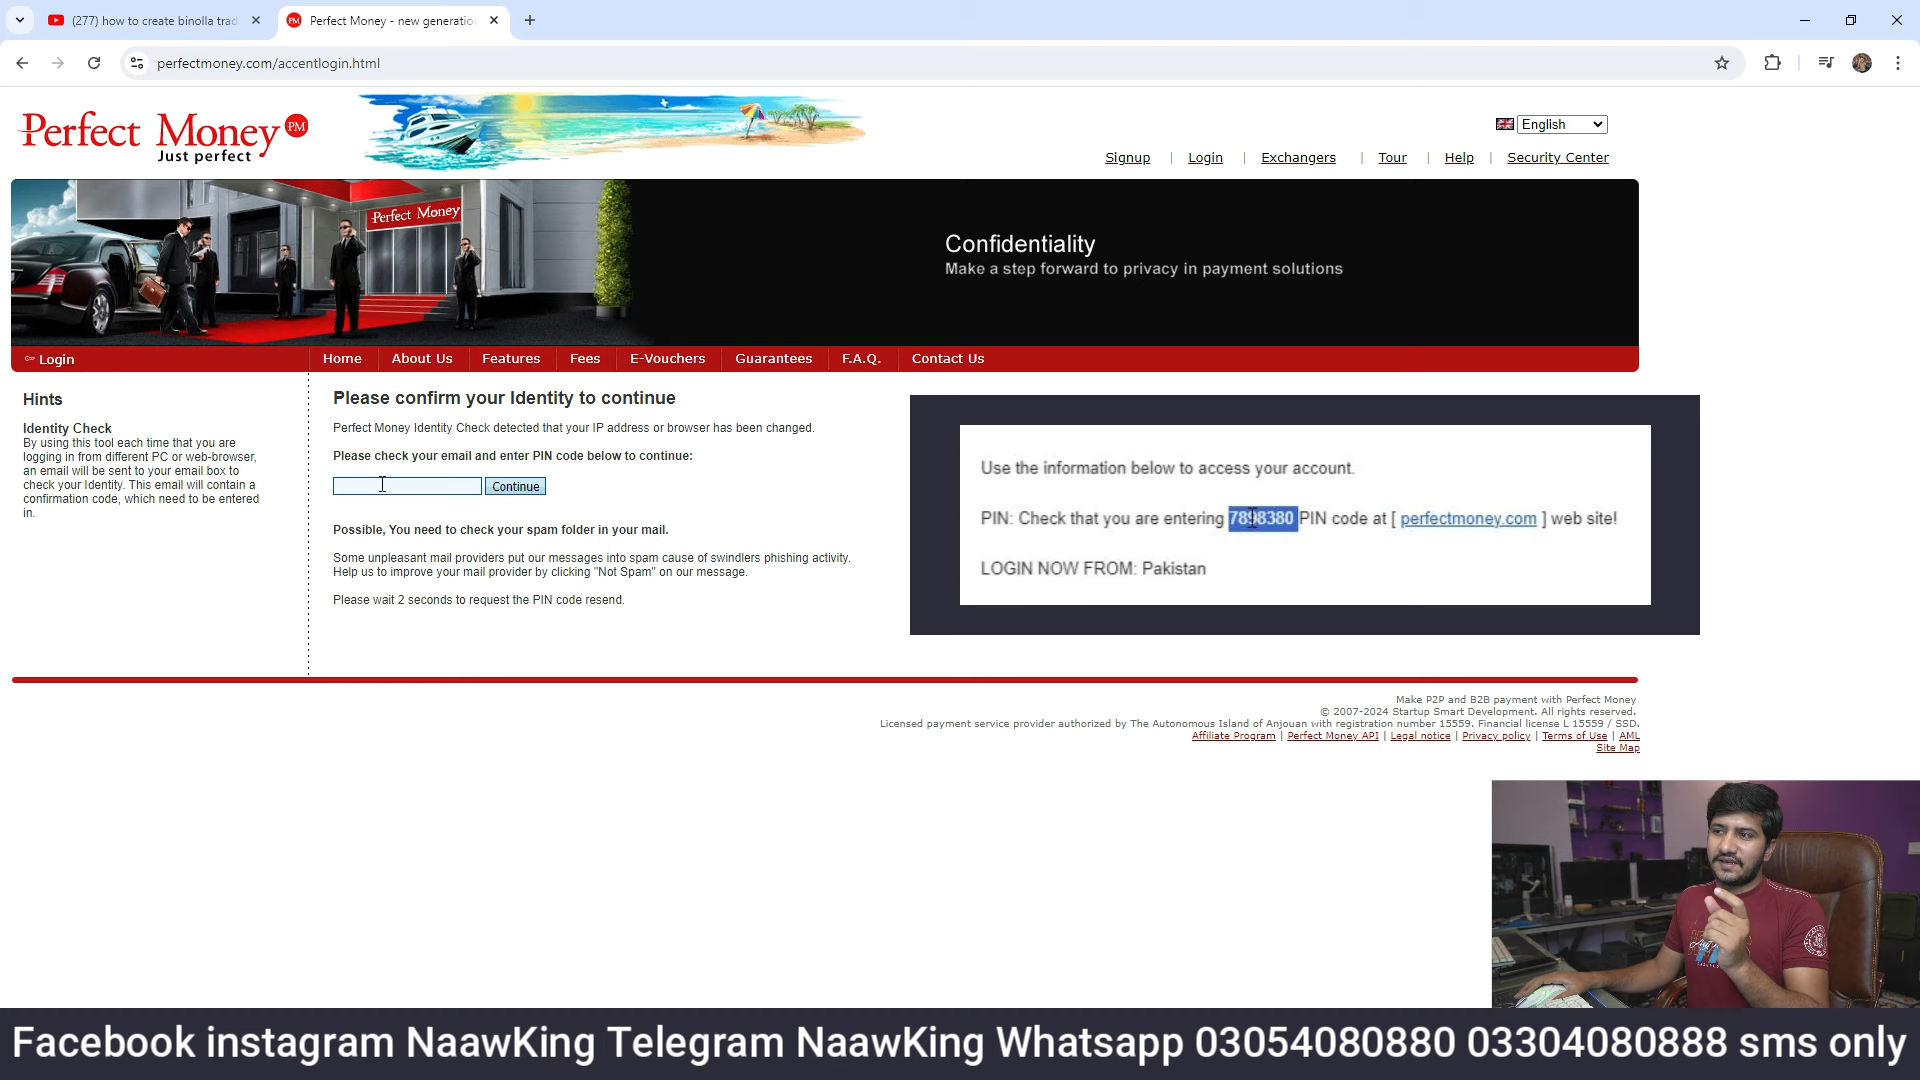 (277) how to create binolla trad
Perfect Money - new generatio
perfectmoney.com/accentlogin.html
Perfect Money PM
Just perfect
English
Signup | Login | Exchangers | Tour | Help | Security Center
Perfect Money
Confidentiality
Make a step forward to privacy in payment solutions
Login
Home About Us Features Fees E-Vouchers Guarantees F.A.Q. Contact Us
Hints
Identity Check
By using this tool each time that you are
logging in from different PC or web-browser,
an email will be sent to your email box to
check your Identity. This email will contain a
confirmation code, which need to be entered
in.
Please confirm your Identity to continue
Perfect Money Identity Check detected that your IP address or browser has been changed.
Please check your email and enter PIN code below to continue:
Continue
Possible, You need to check your spam folder in your mail.
Some unpleasant mail providers put our messages into spam cause of swindlers phishing activity.
Help us to improve your mail provider by clicking "Not Spam" on our message.
Please wait 2 seconds to request the PIN code resend.
Use the information below to access your account.
PIN: Check that you are entering 7898380 PIN code at [ perfectmoney.com ] web site!
LOGIN NOW FROM: Pakistan
Make P2P and B2B payment with Perfect Money
© 2007-2024 Startup Smart Development. All rights reserved.
Licensed payment service provider authorized by The Autonomous Island of Anjouan with registration number 15559. Financial license L 15559 / SSD.
Affiliate Program | Perfect Money API | Legal notice | Privacy policy | Terms of Use | AML
Site Map
Facebook instagram NaawKing Telegram NaawKing Whatsapp 03054080880 03304080888 sms only